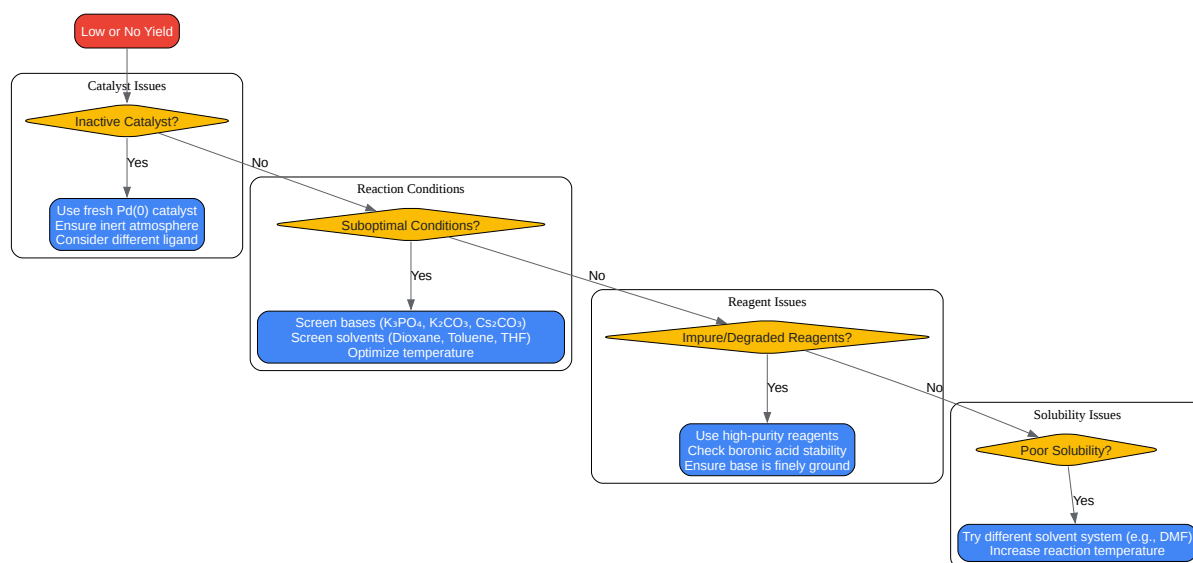 Low or No Yield
Catalyst Issues
Inactive Catalyst?
Yes
No
Use fresh Pd(0) catalyst
Ensure inert atmosphere
Consider different ligand
Reaction Conditions
Suboptimal Conditions?
Yes
No
Screen bases (K₃PO₄, K₂CO₃, Cs₂CO₃)
Screen solvents (Dioxane, Toluene, THF)
Optimize temperature
Reagent Issues
Impure/Degraded Reagents?
Yes
No
Use high-purity reagents
Check boronic acid stability
Ensure base is finely ground
Solubility Issues
Poor Solubility?
Yes
Try different solvent system (e.g., DMF)
Increase reaction temperature